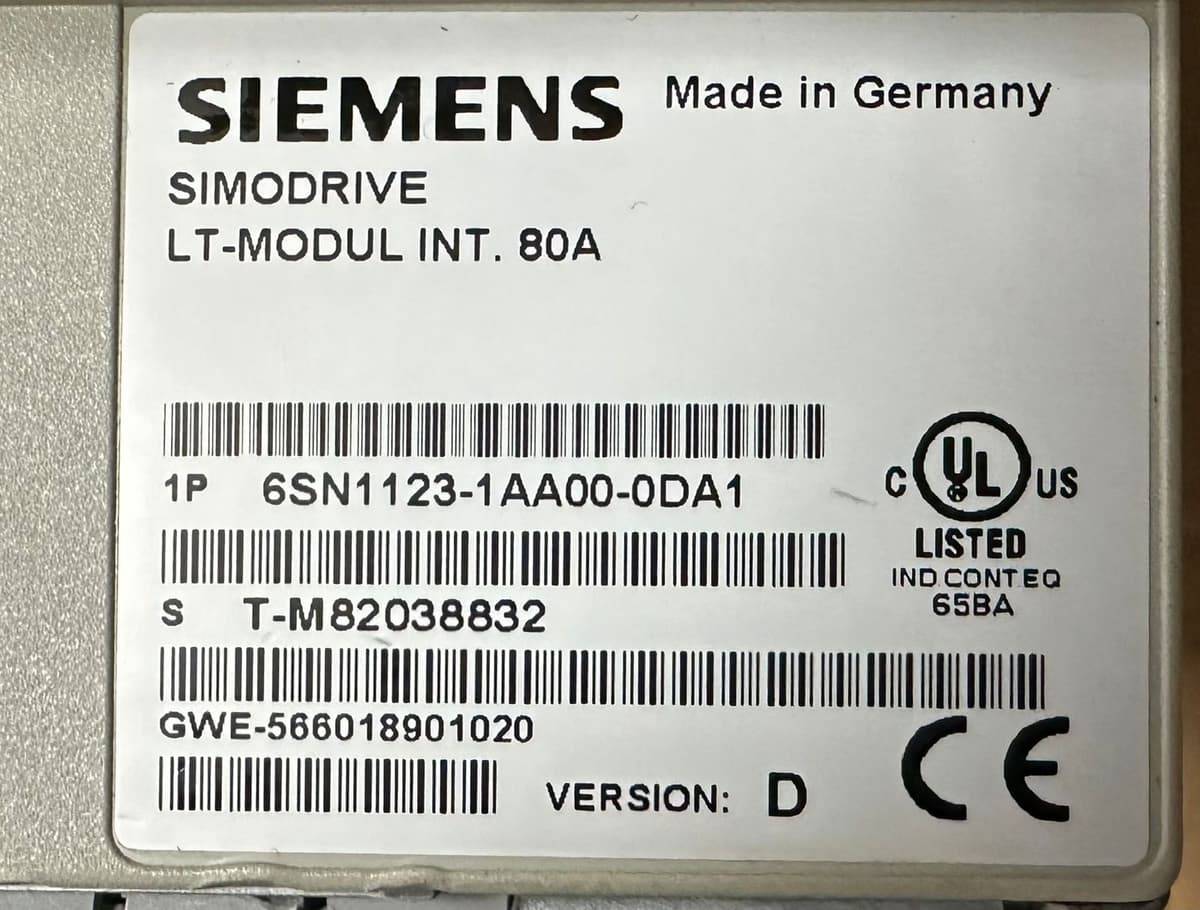 SIEMENS Made in Germany
SIMODRIVE
LT-MODUL INT. 80A
1P 6SN1123-1AA00-0DA1
C UL US
LISTED
IND.CONT.EQ
65BA
S T-M82038832
GWE-566018901020
VERSION: D
CE